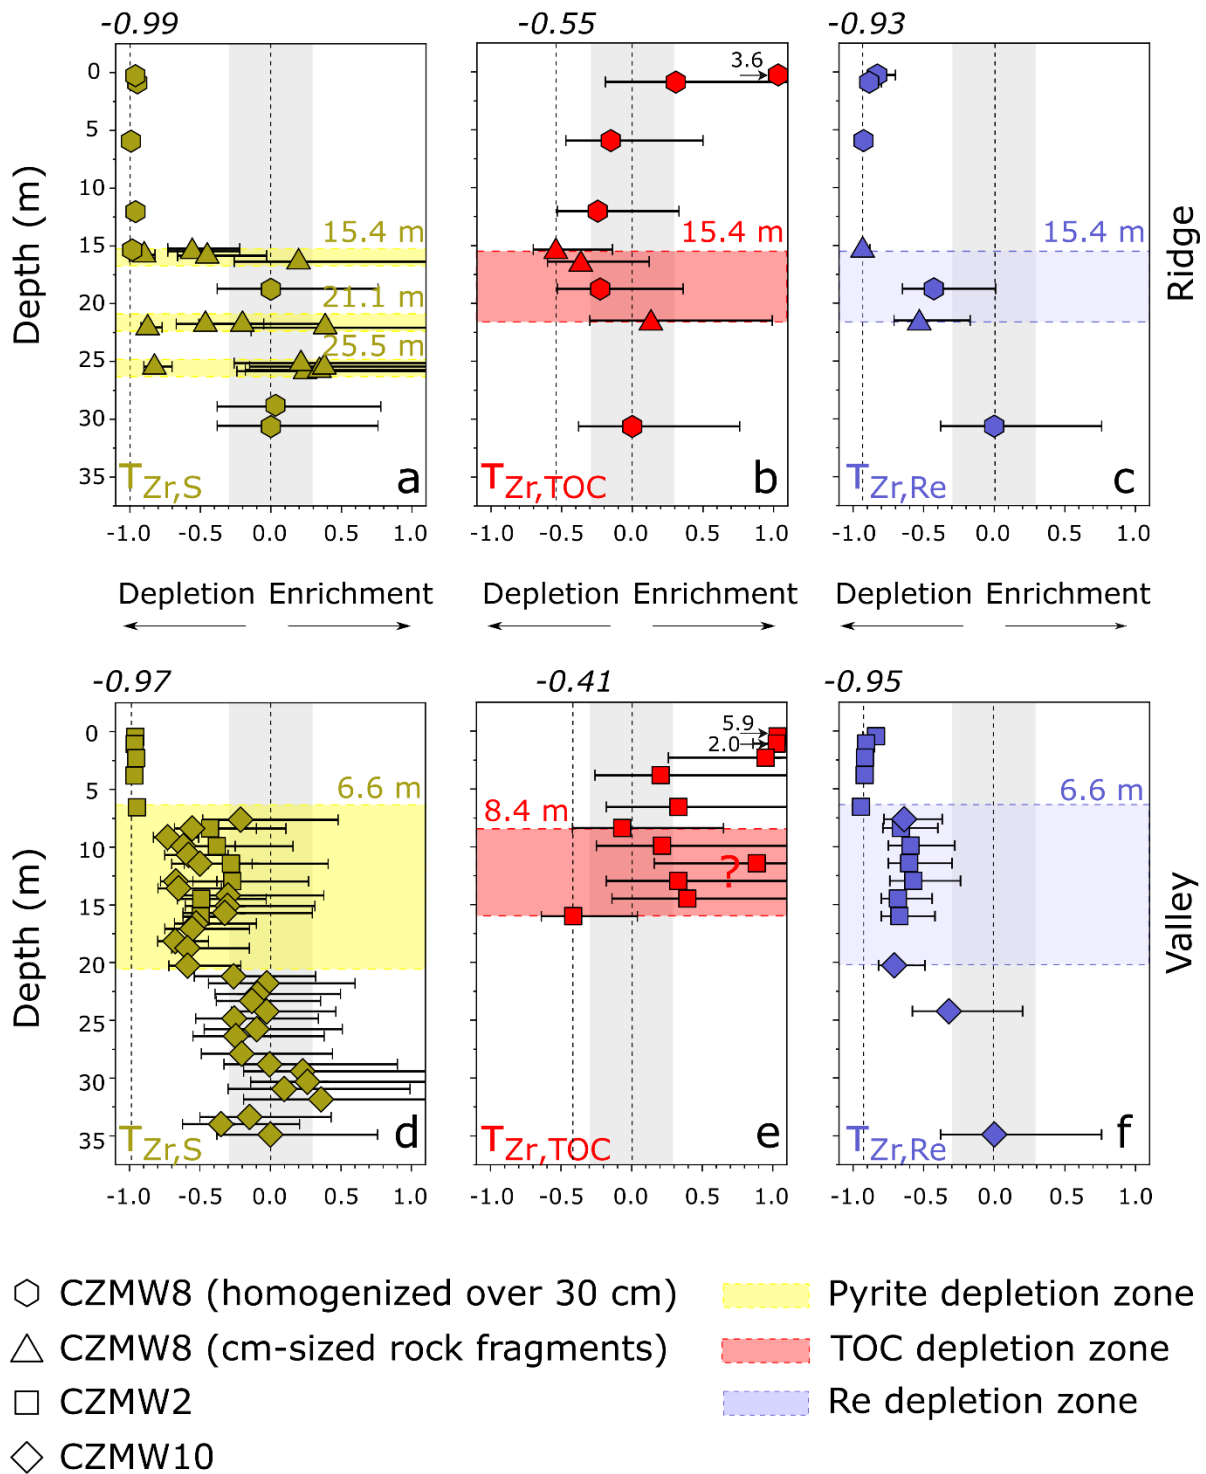 -0.99 -0.55 -0.93
0
5
10
15
20
25
30
35
Depth (m)
15.4 m
21.1 m
25.5 m
T Zr,S
a
3.6
15.4 m
T Zr,TOC
b
15.4 m
T Zr,Re
c
Ridge
-1.0 -0.5 0.0 0.5 1.0
-1.0 -0.5 0.0 0.5 1.0
-1.0 -0.5 0.0 0.5 1.0
Depletion Enrichment
Depletion Enrichment
Depletion Enrichment
-0.97 -0.41 -0.95
0
5
10
15
20
25
30
35
Depth (m)
6.6 m
T Zr,S
d
5.9
2.0
8.4 m
?
T Zr,TOC
e
6.6 m
T Zr,Re
f
Valley
-1.0 -0.5 0.0 0.5 1.0
-1.0 -0.5 0.0 0.5 1.0
-1.0 -0.5 0.0 0.5 1.0
CZMW8 (homogenized over 30 cm)
CZMW8 (cm-sized rock fragments)
CZMW2
CZMW10
Pyrite depletion zone
TOC depletion zone
Re depletion zone